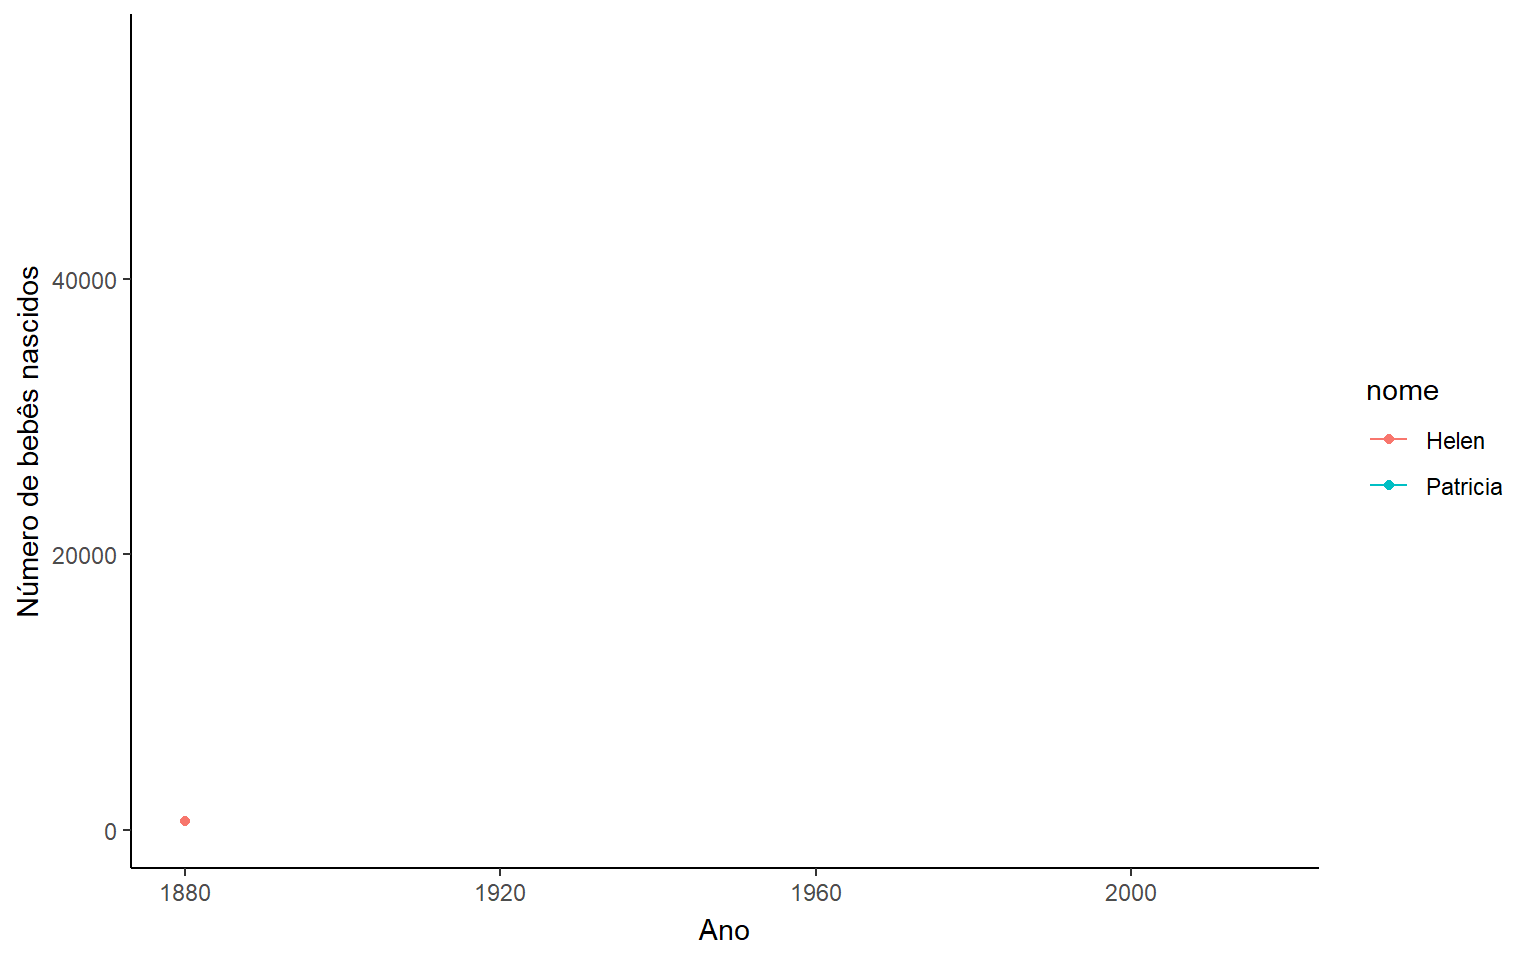 Número de bebês nascidos
40000
20000
0
1880
1920
1960
2000
Ano
nome
Helen
Patricia